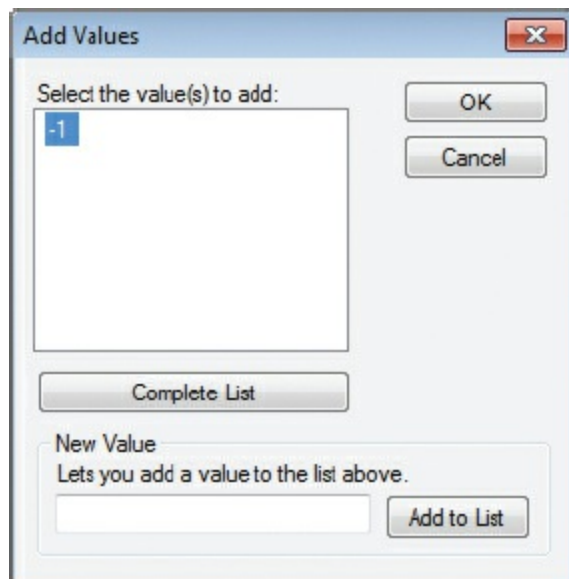 Add Values
Select the value(s) to add:
OK
-1
Cancel
Complete List
New Value
Lets you add a value to the list above.
Add to List